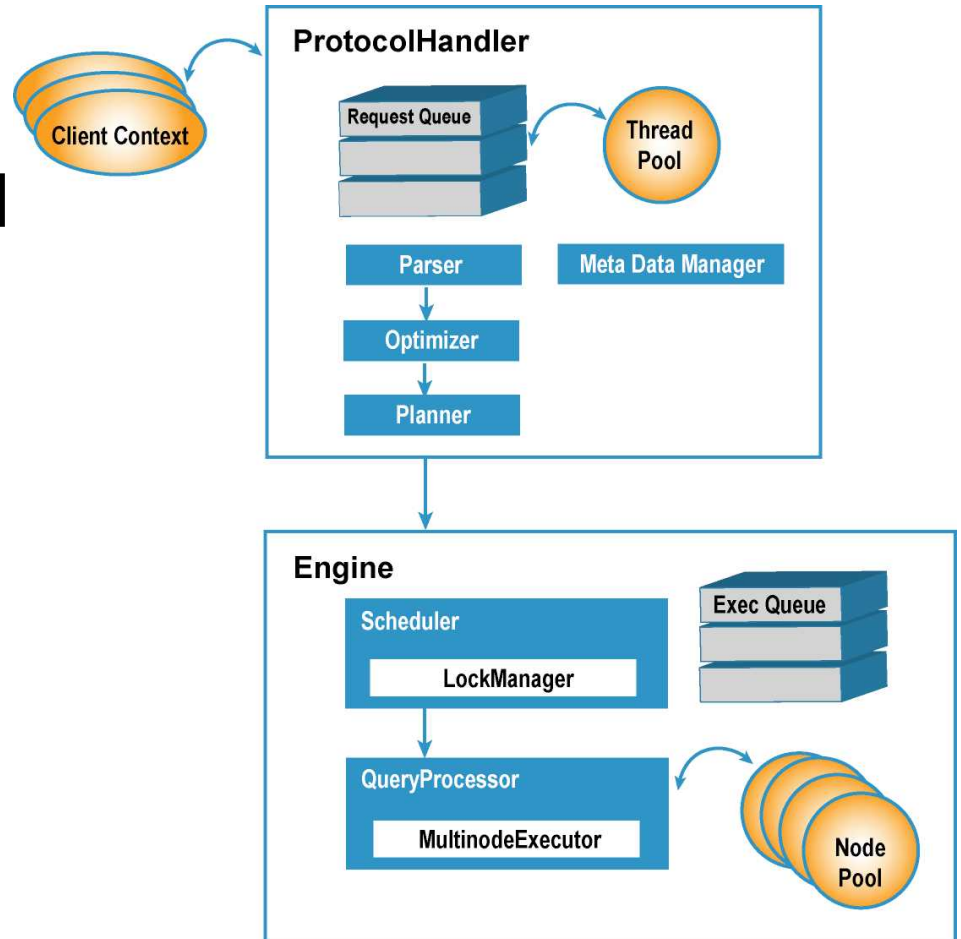 ProtocolHandler
Client Context
Request Queue
Thread
Pool
Parser
Meta Data Manager
Optimizer
Planner
Engine
Scheduler
Exec Queue
LockManager
QueryProcessor
MultinodeExecutor
Node
Pool